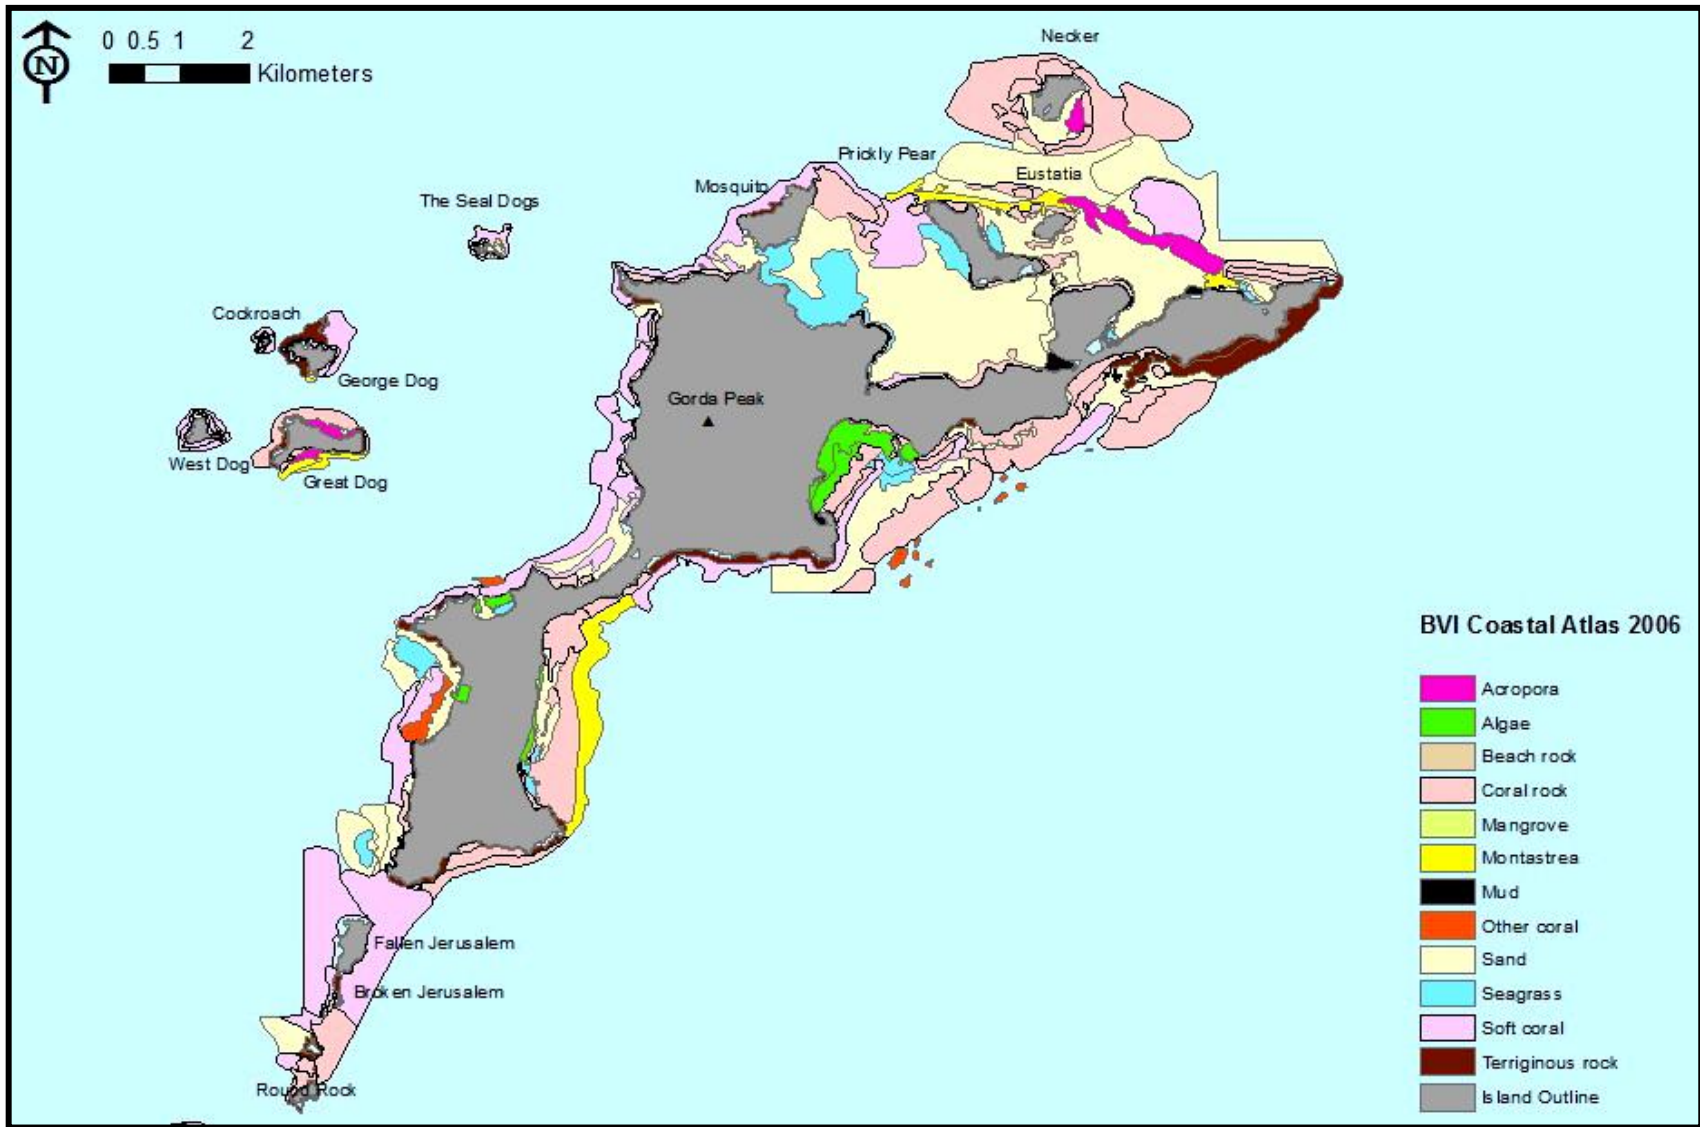 N
0 0.5 1 2
Kilometers
Necker
Prickly Pear
Eustatia
Mosquito
The Seal Dogs
Cockroach
George Dog
Gorda Peak
West Dog
Great Dog
Fallen Jerusalem
Broken Jerusalem
Round Rock
BVI Coastal Atlas 2006
Acropora
Algae
Beach rock
Coral rock
Mangrove
Montastrea
Mud
Other coral
Sand
Seagrass
Soft coral
Terriginous rock
Island Outline